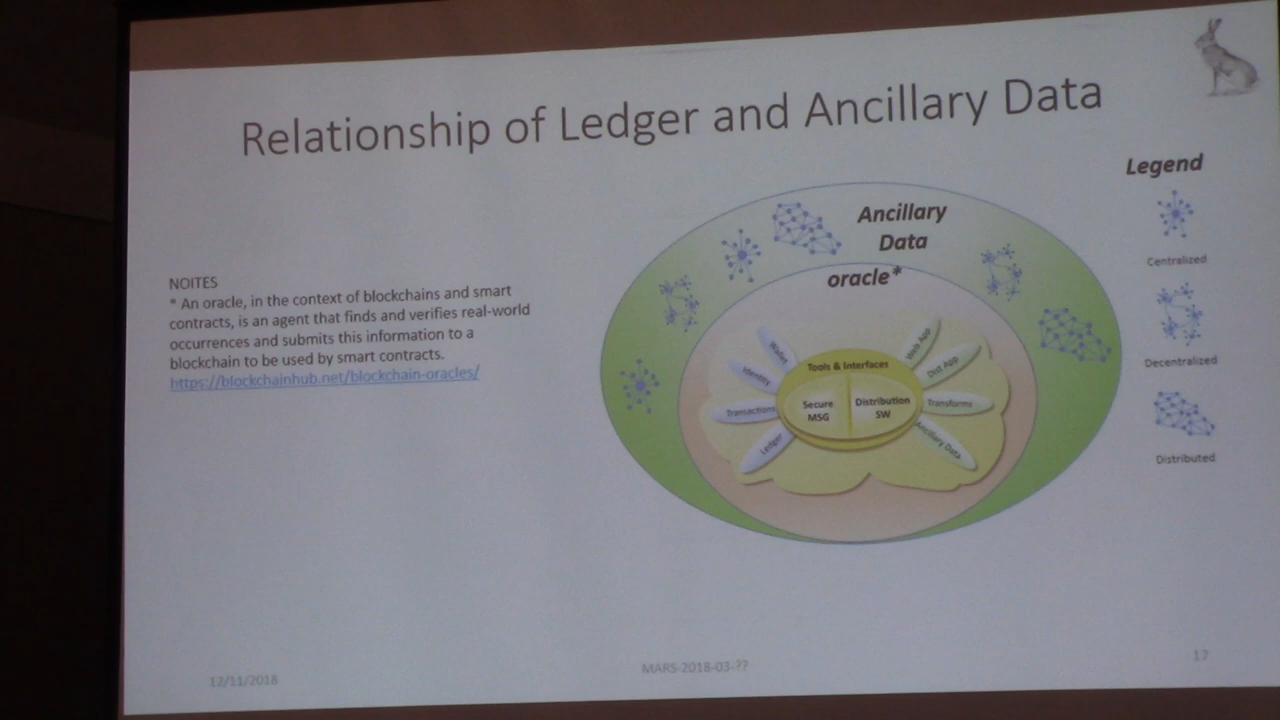 Relationship of Ledger and Ancillary Data
Legend
Ancillary
Data
oracle*
Centralized
Decentralized
Distributed
NOITES
* An oracle, in the context of blockchains and smart
contracts, is an agent that finds and verifies real-world
occurrences and submits this information to a
blockchain to be used by smart contracts.
https://blockchainhub.net/blockchain-oracles/
Wallet
Identity
Transactions
Ledger
Tools & Interfaces
Secure
MSG
Distribution
SW
Web App
Dist App
Transforms
Ancillary Data
12/11/2018
MARS-2018-03-??
17